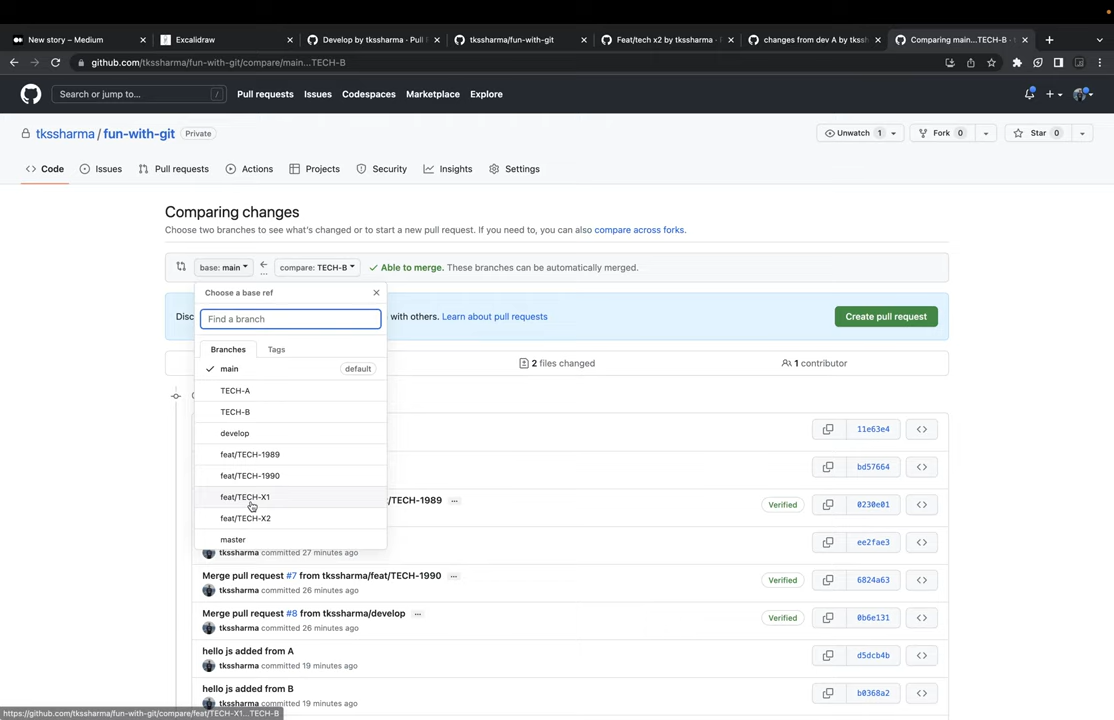 New story – Medium
Excalidraw
Develop by tkssharma · Pull R
tkssharma/fun-with-git
Feat/tech x2 by tkssharma ·
changes from dev A by tkssh
Comparing main...TECH-B ·
github.com/tkssharma/fun-with-git/compare/main...TECH-B
Search or jump to...
/
Pull requests
Issues
Codespaces
Marketplace
Explore
tkssharma / fun-with-git
Private
Unwatch 1
Fork 0
Star 0
Code
Issues
Pull requests
Actions
Projects
Security
Insights
Settings
Comparing changes
Choose two branches to see what's changed or to start a new pull request. If you need to, you can also compare across forks.
base: main
...
compare: TECH-B
Able to merge. These branches can be automatically merged.
Choose a base ref
Find a branch
Disc
with others. Learn about pull requests
Create pull request
Branches
Tags
2 files changed
1 contributor
main
default
TECH-A
TECH-B
develop
feat/TECH-1989
feat/TECH-1990
feat/TECH-X1
feat/TECH-X2
master
11e63e4
bd57664
/TECH-1989 ...
Verified
0230e01
ee2fae3
tkssharma committed 27 minutes ago
Merge pull request #7 from tkssharma/feat/TECH-1990 ...
Verified
6824a63
tkssharma committed 26 minutes ago
Merge pull request #8 from tkssharma/develop ...
Verified
0b6e131
tkssharma committed 26 minutes ago
hello js added from A
d5dcb4b
tkssharma committed 19 minutes ago
hello js added from B
b0368a2
tkssharma committed 19 minutes ago
https://github.com/tkssharma/fun-with-git/compare/feat/TECH-X1...TECH-B